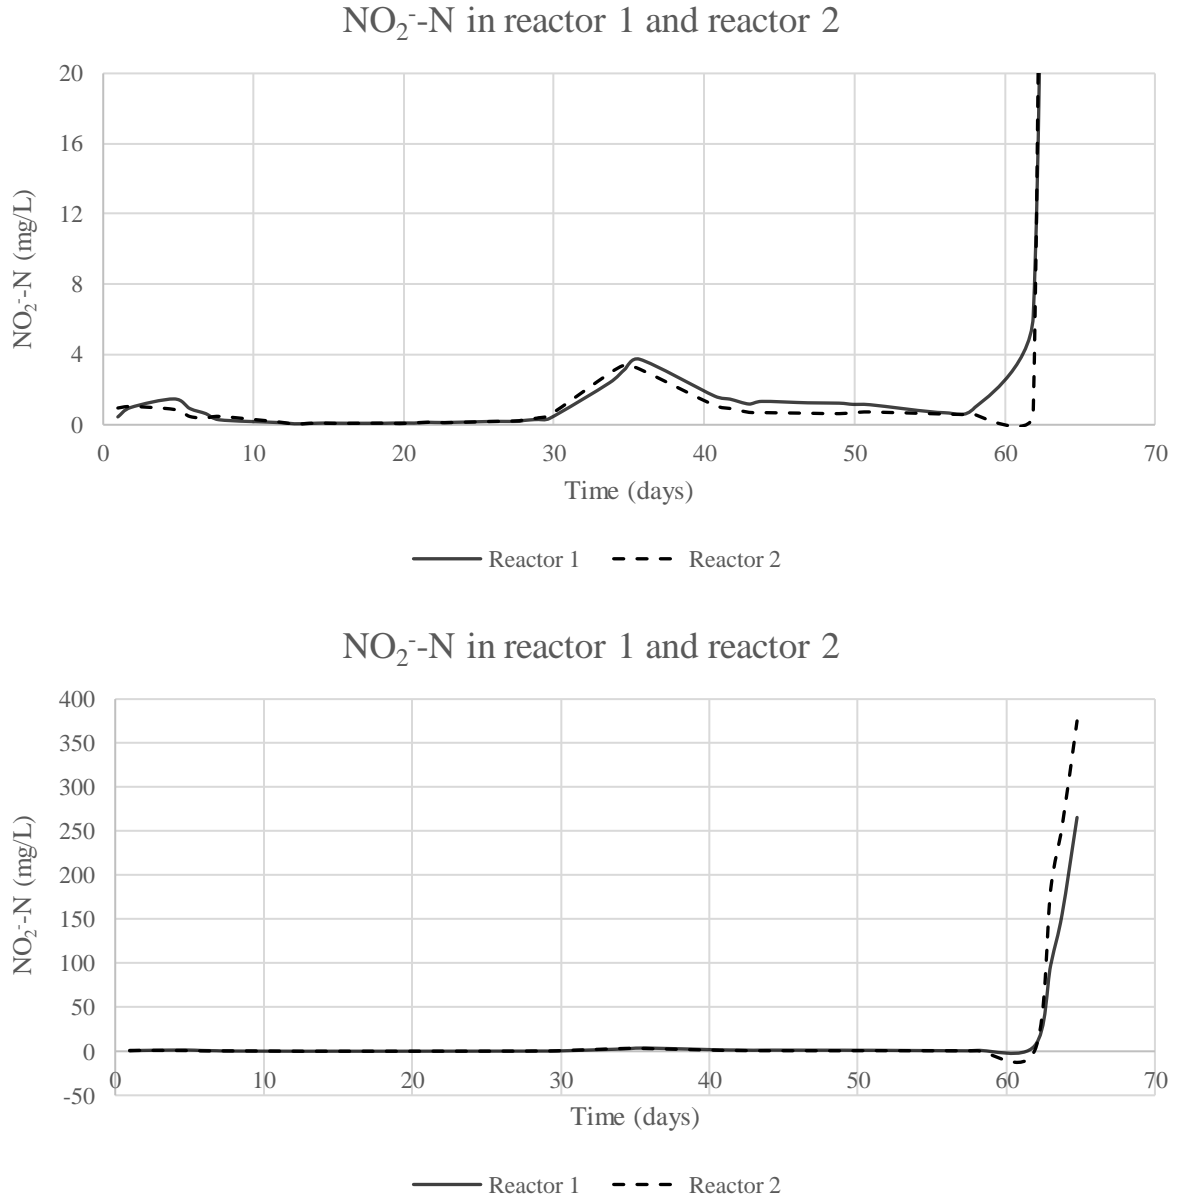 NO₂⁻-N in reactor 1 and reactor 2
20
16
12
8
4
0
NO₂⁻-N (mg/L)
0 10 20 30 40 50 60 70
Time (days)
Reactor 1 Reactor 2
NO₂⁻-N in reactor 1 and reactor 2
400
350
300
250
200
150
100
50
0
-50
NO₂⁻-N (mg/L)
0 10 20 30 40 50 60 70
Time (days)
Reactor 1 Reactor 2